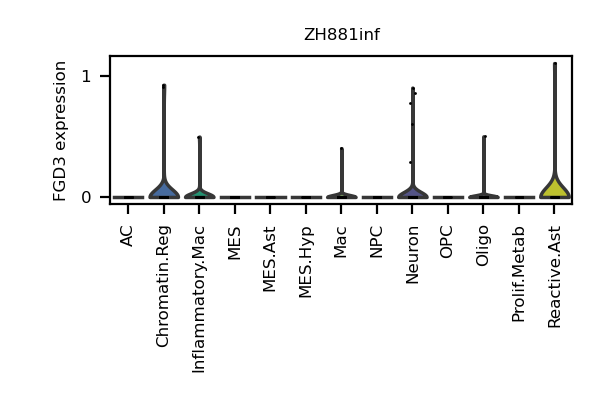 ZH881inf
FGD3 expression
1
0
AC
Chromatin.Reg
Inflammatory.Mac
MES
MES.Ast
MES.Hyp
Mac
NPC
Neuron
OPC
Oligo
Prolif.Metab
Reactive.Ast